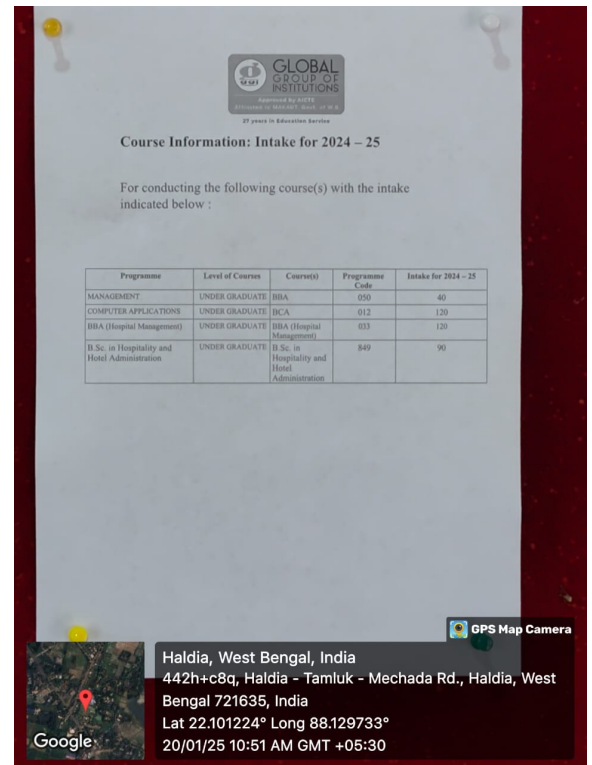 GLOBAL
GROUP OF
INSTITUTIONS
Approved by AICTE
Affiliated to MAKAUT, West of W.B.
27 years in Education Service
Course Information: Intake for 2024 – 25
For conducting the following course(s) with the intake
indicated below :
Programme Level of Courses Course(s) Programme Code Intake for 2024 – 25
MANAGEMENT UNDER GRADUATE BBA 050 40
COMPUTER APPLICATIONS UNDER GRADUATE BCA 012 120
BBA (Hospital Management) UNDER GRADUATE BBA (Hospital Management) 033 120
B.Sc. in Hospitality and Hotel Administration UNDER GRADUATE B.Sc. in Hospitality and Hotel Administration 849 90
GPS Map Camera
Google
Haldia, West Bengal, India
442h+c8q, Haldia - Tamluk - Mechada Rd., Haldia, West
Bengal 721635, India
Lat 22.101224° Long 88.129733°
20/01/25 10:51 AM GMT +05:30